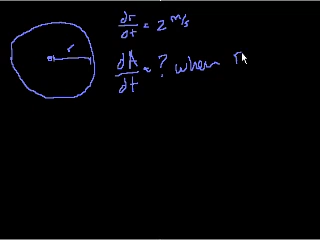 r
dr/dt = 2 m/s
dA/dt = ? when r